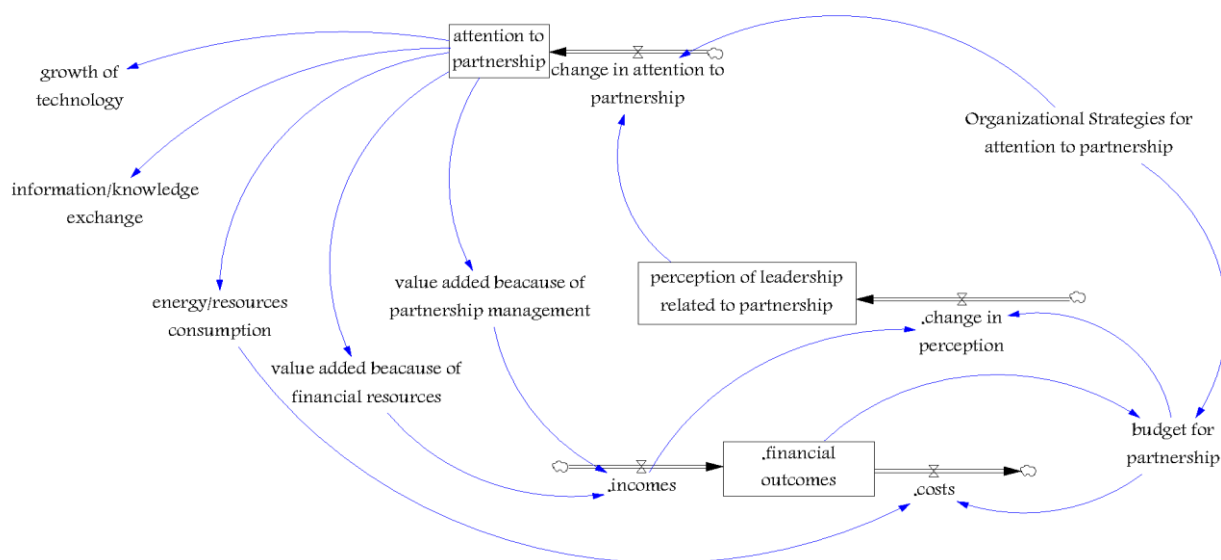 attention to
partnership
change in attention to
partnership
growth of
technology
Organizational Strategies for
attention to partnership
information/knowledge
exchange
perception of leadership
related to partnership
value added beacause of
partnership management
energy/resources
consumption
.change in
perception
value added beacause of
financial resources
budget for
partnership
.financial
outcomes
.incomes
.costs